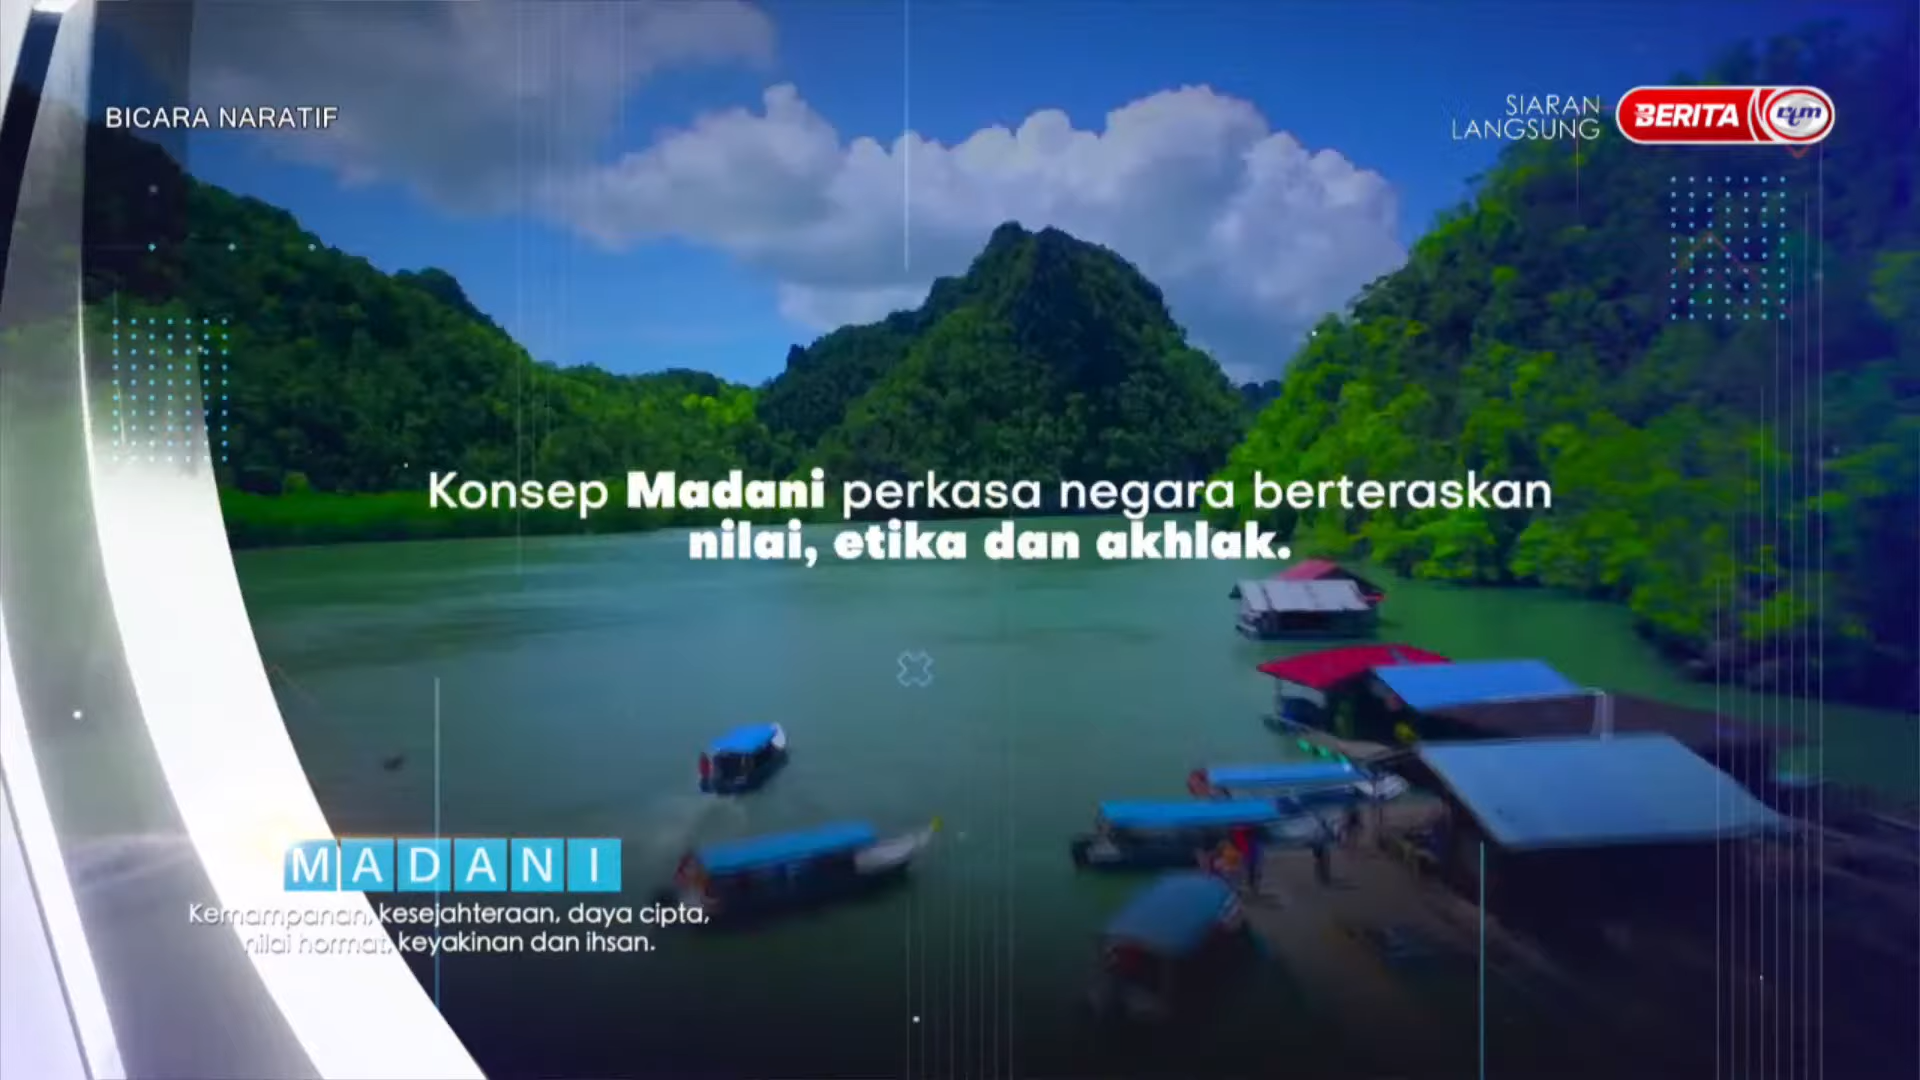 BICARA NARATIF
SIARAN
LANGSUNG
BERITA rtm
Konsep Madani perkasa negara berteraskan
nilai, etika dan akhlak.
MADANI
Kemampanan, kesejahteraan, daya cipta,
nilai hormat, keyakinan dan ihsan.